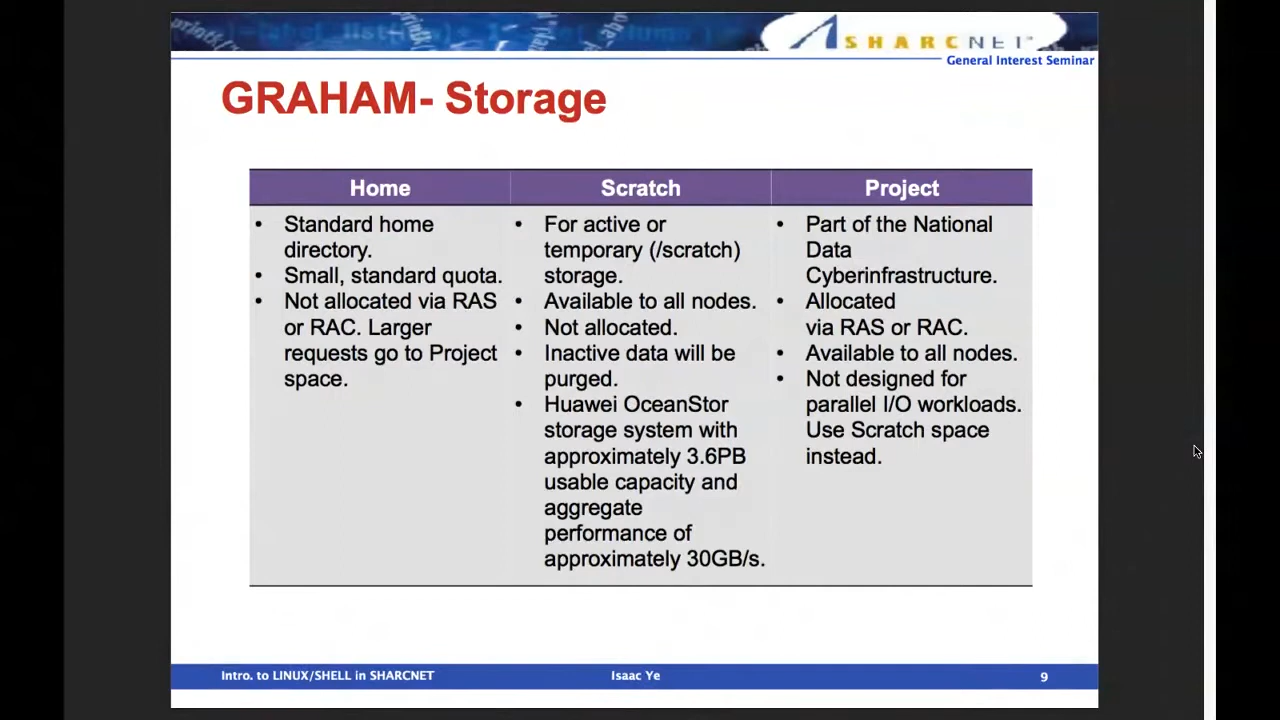 SHARCNET™
General Interest Seminar
GRAHAM- Storage
Home
Scratch
Project
• Standard home
directory.
• Small, standard quota.
• Not allocated via RAS
or RAC. Larger
requests go to Project
space.
• For active or
temporary (/scratch)
storage.
• Available to all nodes.
• Not allocated.
• Inactive data will be
purged.
• Huawei OceanStor
storage system with
approximately 3.6PB
usable capacity and
aggregate
performance of
approximately 30GB/s.
• Part of the National
Data
Cyberinfrastructure.
• Allocated
via RAS or RAC.
• Available to all nodes.
• Not designed for
parallel I/O workloads.
Use Scratch space
instead.
Intro. to LINUX/SHELL in SHARCNET
Isaac Ye
9